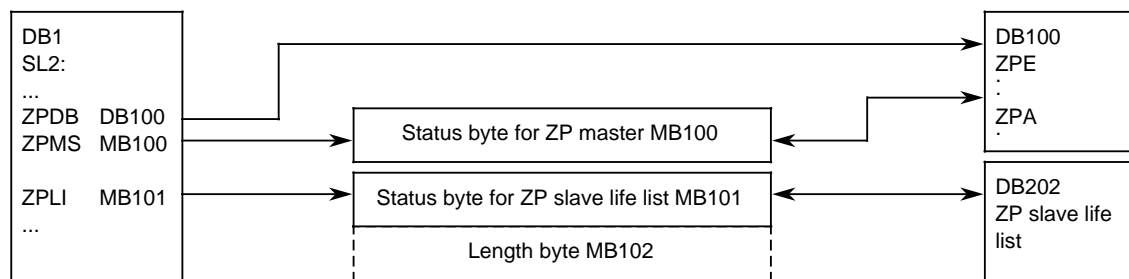 DB1
SL2:
...
ZPDB DB100
ZPMS MB100
ZPLI MB101
...
Status byte for ZP master MB100
Status byte for ZP slave life list MB101
Length byte MB102
DB100
ZPE
:
ZPA
.
DB202
ZP slave life
list